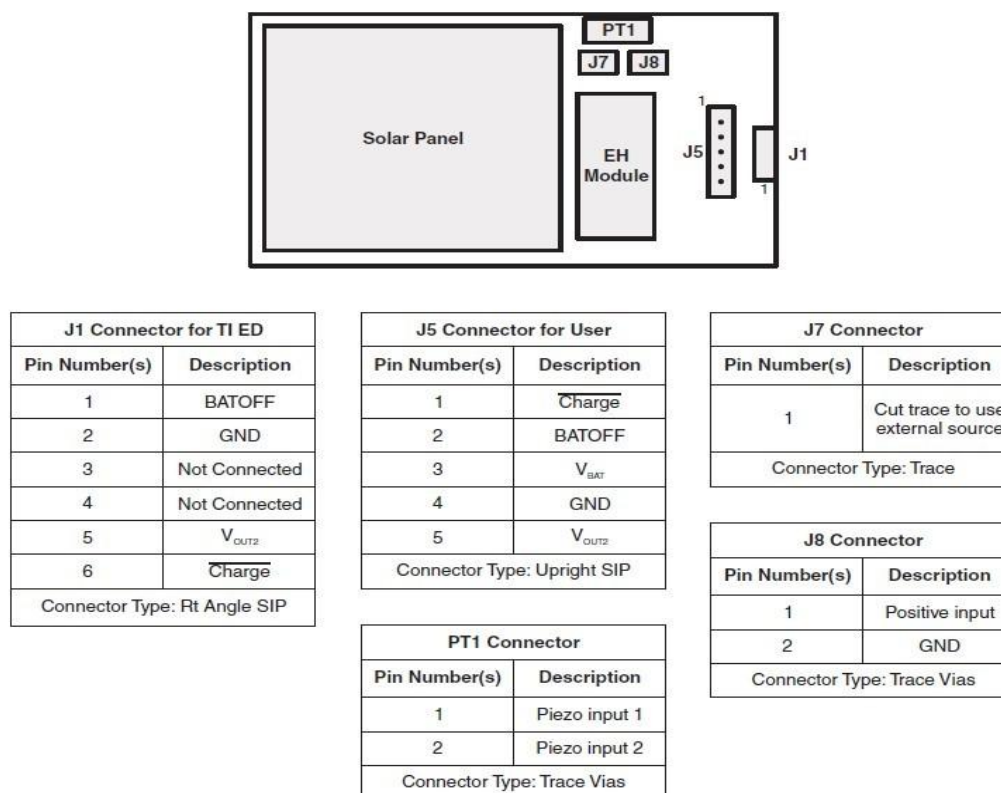 PT1
J7 J8
Solar Panel
EH
Module
1
J5
J1
1
J1 Connector for TI ED
Pin Number(s) Description
1 BATOFF
2 GND
3 Not Connected
4 Not Connected
5 VOUT2
6 Charge
Connector Type: Rt Angle SIP
J5 Connector for User
Pin Number(s) Description
1 Charge
2 BATOFF
3 VBAT
4 GND
5 VOUT2
Connector Type: Upright SIP
PT1 Connector
Pin Number(s) Description
1 Piezo input 1
2 Piezo input 2
Connector Type: Trace Vias
J7 Connector
Pin Number(s) Description
1 Cut trace to use
external source
Connector Type: Trace
J8 Connector
Pin Number(s) Description
1 Positive input
2 GND
Connector Type: Trace Vias